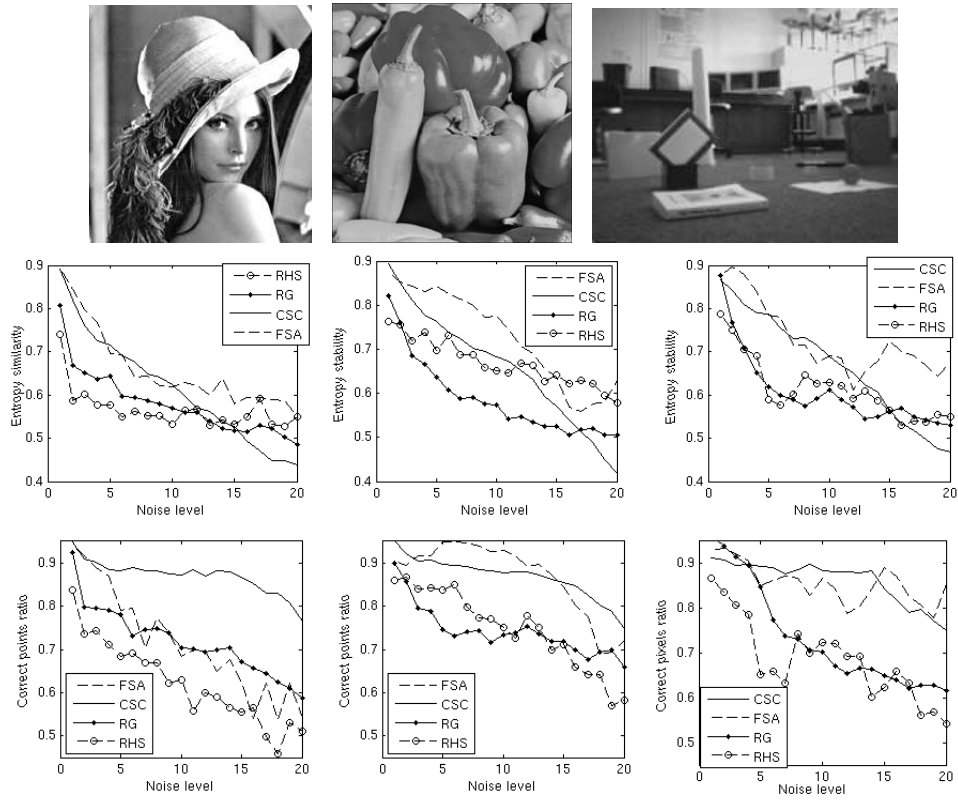 0.9
0.8
0.7
0.6
0.5
0.4
0
5
10
15
20
Entropy similarity
Noise level
RHS
RG
CSC
FSA
0.9
0.8
0.7
0.6
0.5
0.4
0
5
10
15
20
Entropy stability
Noise level
FSA
CSC
RG
RHS
0.9
0.8
0.7
0.6
0.5
0.4
0
5
10
15
20
Entropy stability
Noise level
CSC
FSA
RG
RHS
0.9
0.8
0.7
0.6
0.5
0
5
10
15
20
Correct points ratio
Noise level
FSA
CSC
RG
RHS
0.9
0.8
0.7
0.6
0.5
0
5
10
15
20
Correct points ratio
Noise level
FSA
CSC
RG
RHS
0.9
0.8
0.7
0.6
0.5
0
5
10
15
20
Correct pixels ratio
Noise level
CSC
FSA
RG
RHS